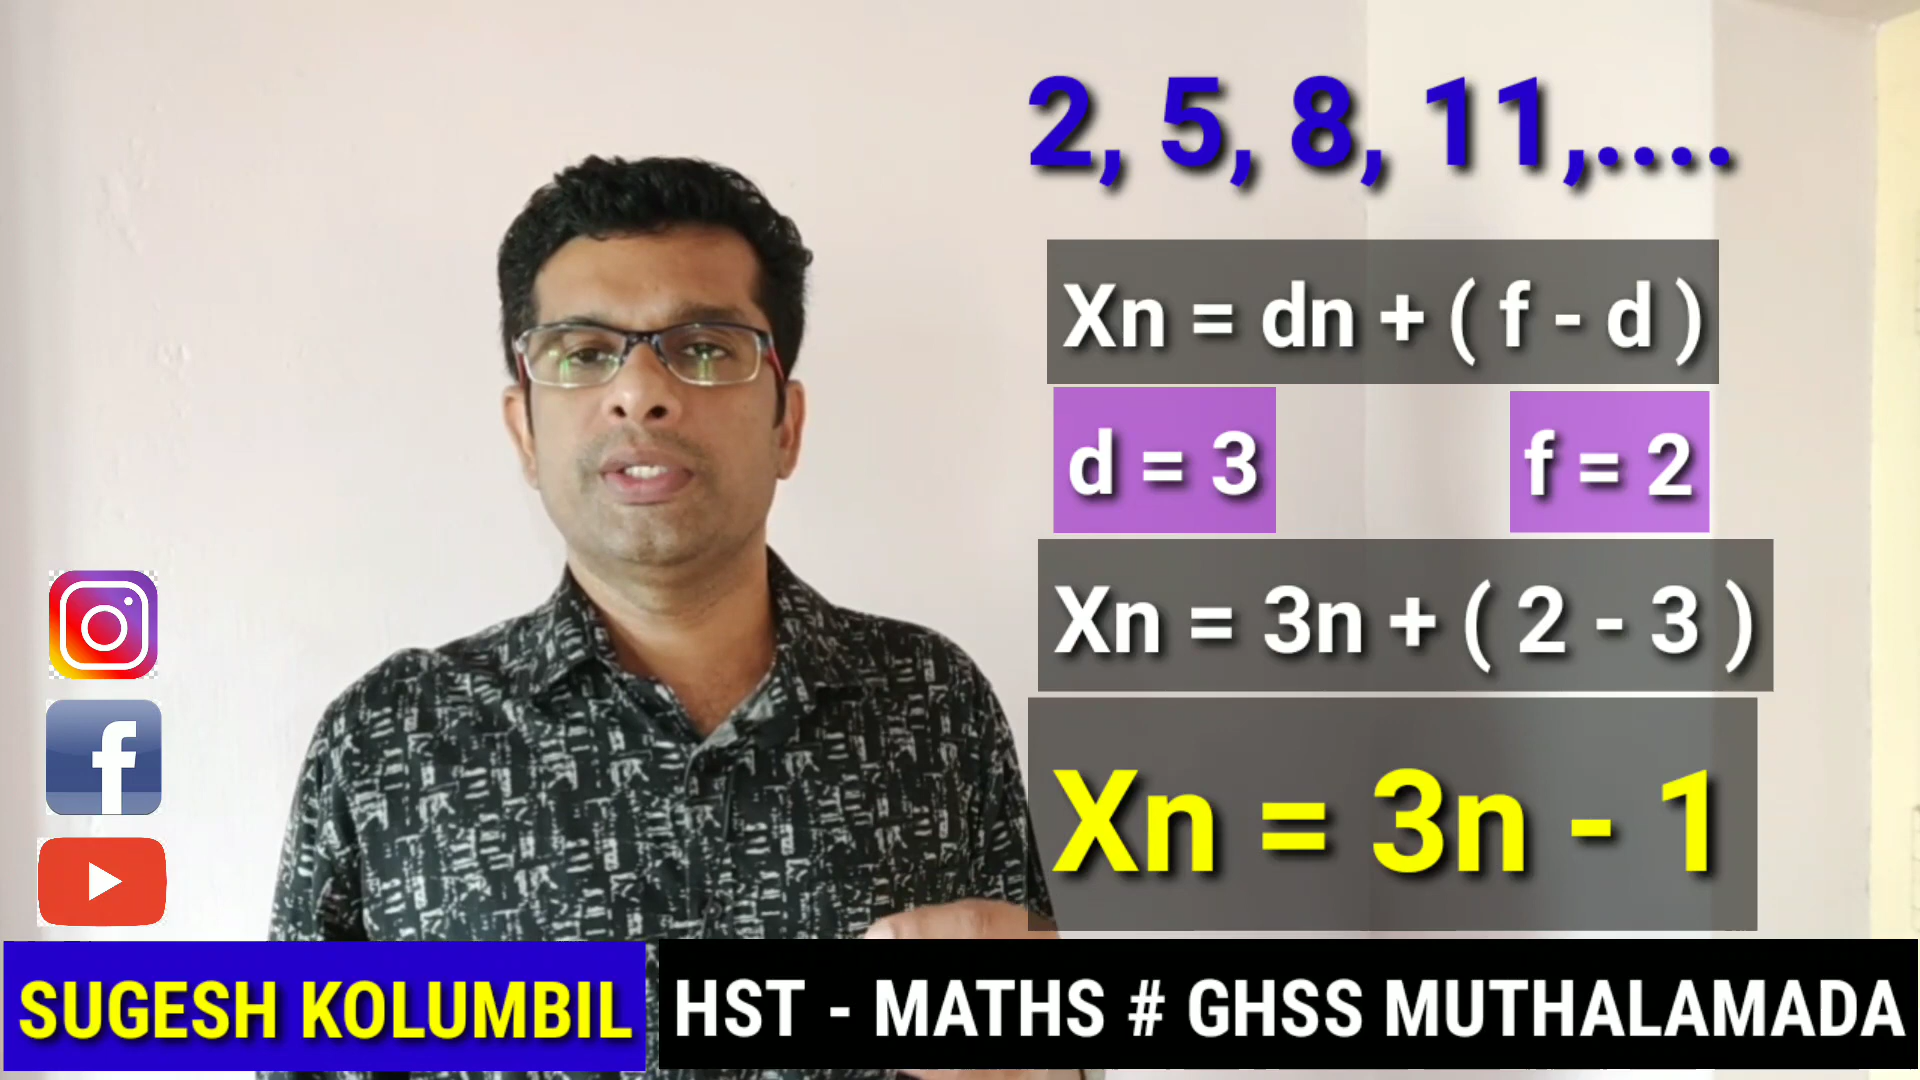 2, 5, 8, 11,....
Xn = dn + ( f - d )
d = 3 f = 2
Xn = 3n + ( 2 - 3 )
Xn = 3n - 1
SUGESH KOLUMBIL HST - MATHS # GHSS MUTHALAMADA